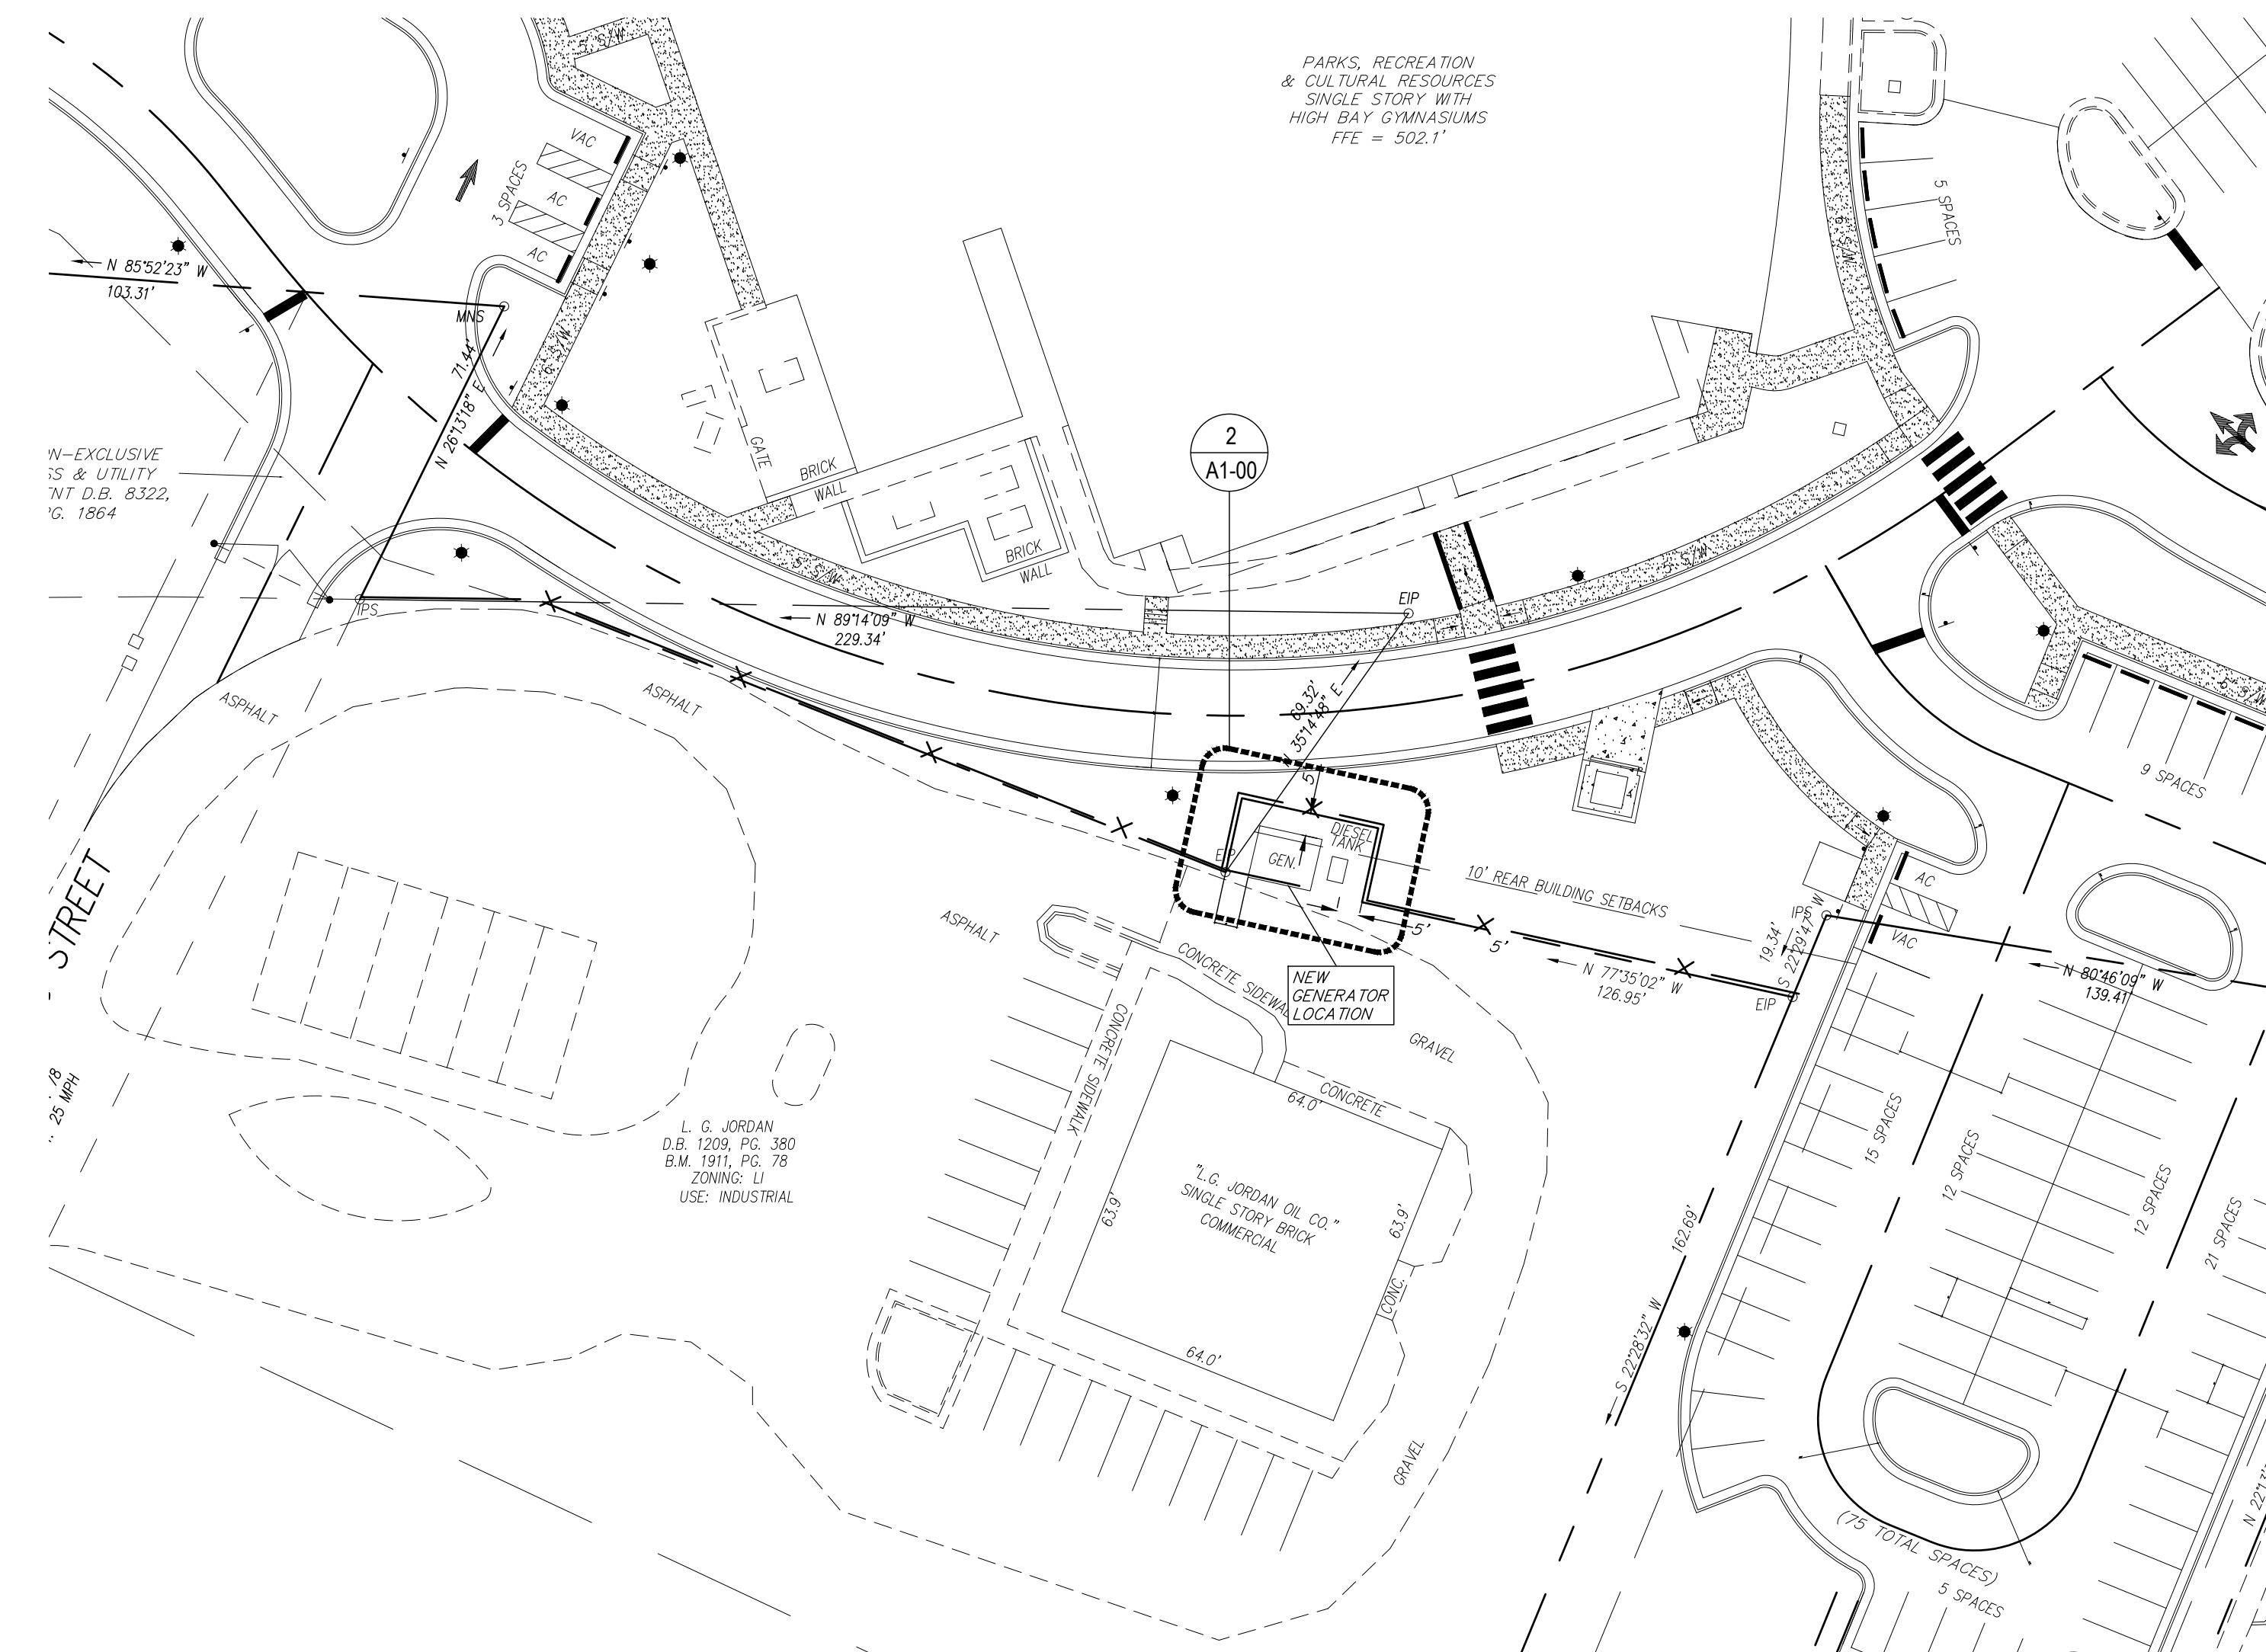 5' S/W
PARKS, RECREATION
& CULTURAL RESOURCES
SINGLE STORY WITH
HIGH BAY GYMNASIUMS
FFE = 502.1'
VAC
AC
AC
3 SPACES
5 SPACES
6' S/W
N 85°52'23" W
103.31'
MNS
71.44'
N 26°13'18" E
6' S/W
GATE
BRICK
WALL
BRICK
WALL
2
A1-00
N-EXCLUSIVE
SS & UTILITY
ENT D.B. 8322,
PG. 1864
5' S/W
5' S/W
IPS
EIP
N 89°14'09" W
229.34'
69.32'
N 35°14'48" E
5'
ASPHALT
ASPHALT
5' S/W
9 SPACES
DIESEL
TANK
GEN.
EIP
10' REAR BUILDING SETBACKS
STREET
ASPHALT
5'
5'
IPS
AC
VAC
19.34'
S 22°29'47" W
N 77°35'02" W
126.95'
EIP
N 80°46'09" W
139.41'
NEW
GENERATOR
LOCATION
CONCRETE SIDEWAL
CONCRETE SIDEWALK
GRAVEL
CONCRETE
64.0'
78
25 MPH
L. G. JORDAN
D.B. 1209, PG. 380
B.M. 1911, PG. 78
ZONING: LI
USE: INDUSTRIAL
"L.G. JORDAN OIL CO."
SINGLE STORY BRICK
COMMERCIAL
63.9'
63.9'
CONC.
64.0'
GRAVEL
162.69'
S 22°28'32" W
15 SPACES
12 SPACES
12 SPACES
21 SPACES
(75 TOTAL SPACES)
5 SPACES